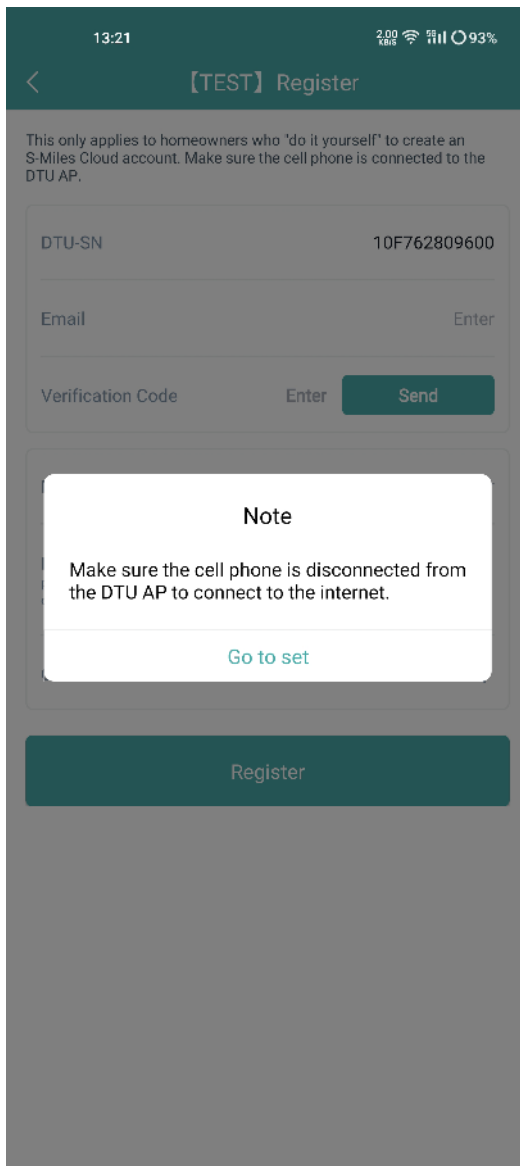 13:21
2.00 KB/S 5G 93%
【TEST】Register
This only applies to homeowners who "do it yourself" to create an
S-Miles Cloud account. Make sure the cell phone is connected to the
DTU AP.
DTU-SN 10F762809600
Email Enter
Verification Code Enter Send
Note
Make sure the cell phone is disconnected from
the DTU AP to connect to the internet.
Go to set
Register